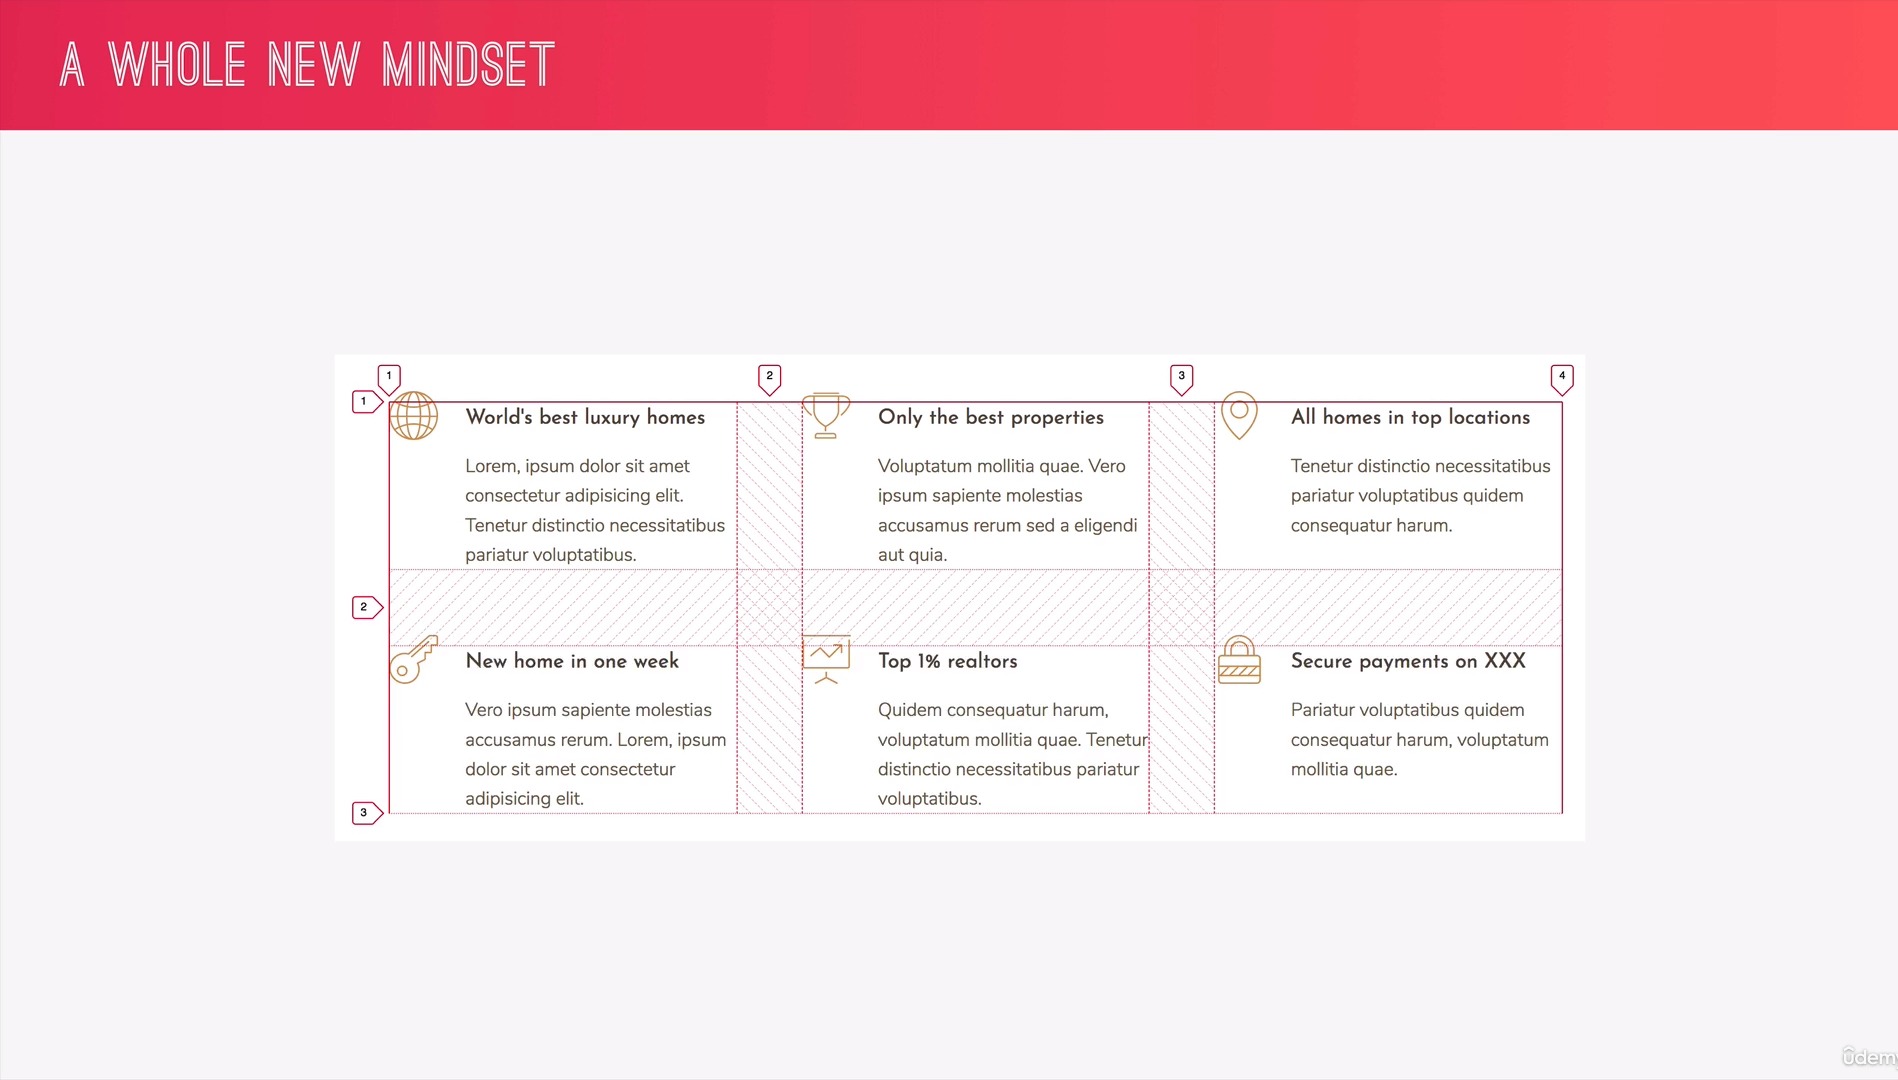 A WHOLE NEW MINDSET
1
2
3
4
1
World's best luxury homes
Lorem, ipsum dolor sit amet
consectetur adipisicing elit.
Tenetur distinctio necessitatibus
pariatur voluptatibus.
Only the best properties
Voluptatum mollitia quae. Vero
ipsum sapiente molestias
accusamus rerum sed a eligendi
aut quia.
All homes in top locations
Tenetur distinctio necessitatibus
pariatur voluptatibus quidem
consequatur harum.
2
New home in one week
Vero ipsum sapiente molestias
accusamus rerum. Lorem, ipsum
dolor sit amet consectetur
adipisicing elit.
Top 1% realtors
Quidem consequatur harum,
voluptatum mollitia quae. Tenetur
distinctio necessitatibus pariatur
voluptatibus.
Secure payments on XXX
Pariatur voluptatibus quidem
consequatur harum, voluptatum
mollitia quae.
3